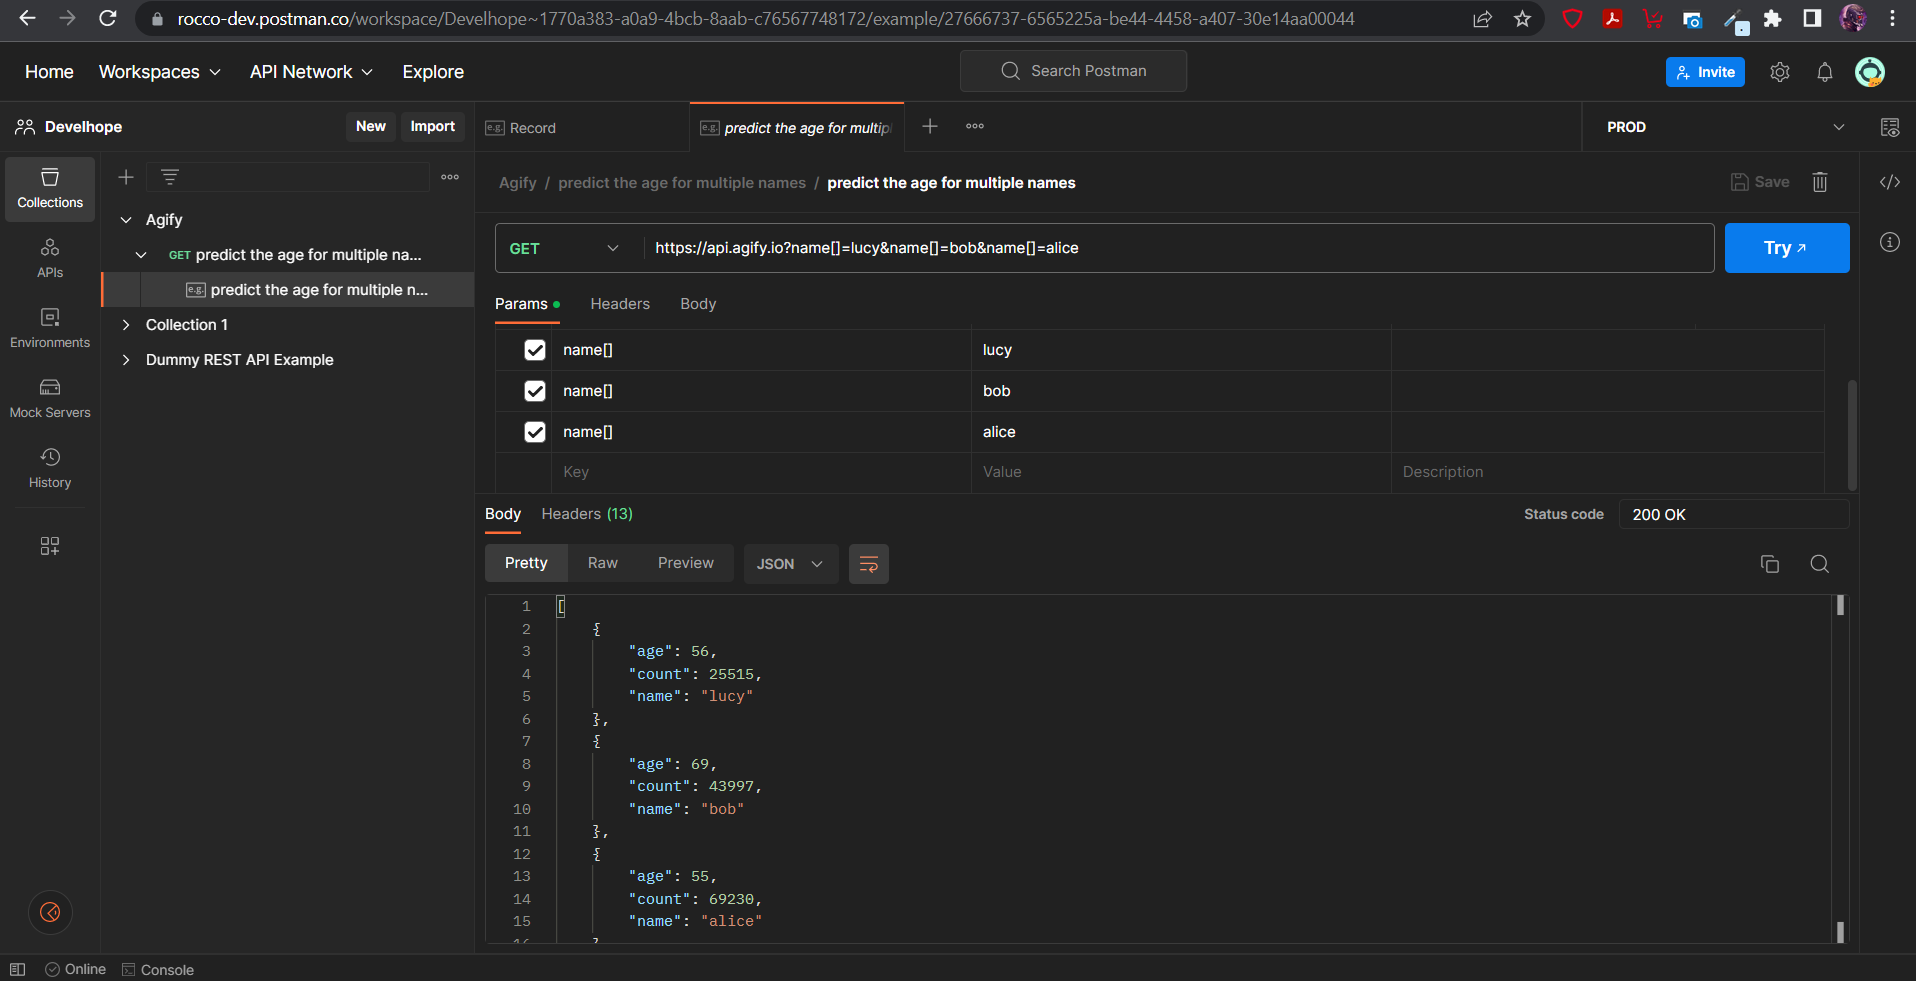 rocco-dev.postman.co/workspace/Develhope~1770a383-a0a9-4bcb-8aab-c76567748172/example/27666737-6565225a-be44-4458-a407-30e14aa00044
Home Workspaces API Network Explore Search Postman Invite
Develhope New Import
e.g. Record e.g. predict the age for multip PROD
Collections
APIs
Environments
Mock Servers
History
Agify
GET predict the age for multiple na...
e.g. predict the age for multiple n...
Collection 1
Dummy REST API Example
Agify / predict the age for multiple names / predict the age for multiple names Save
GET https://api.agify.io?name[]=lucy&name[]=bob&name[]=alice Try
Params Headers Body
name[] lucy
name[] bob
name[] alice
Key Value Description
Body Headers (13) Status code 200 OK
Pretty Raw Preview JSON
1 [
2 {
3 "age": 56,
4 "count": 25515,
5 "name": "lucy"
6 },
7 {
8 "age": 69,
9 "count": 43997,
10 "name": "bob"
11 },
12 {
13 "age": 55,
14 "count": 69230,
15 "name": "alice"
16 }
Online Console